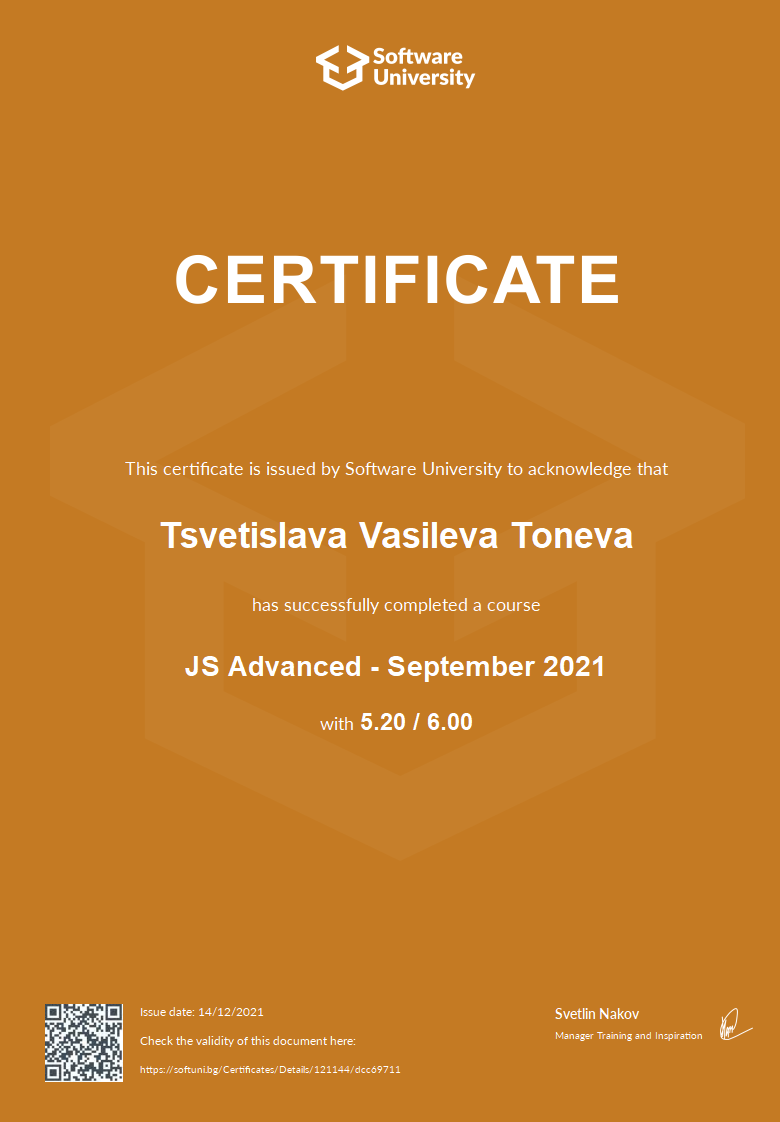 Software
University
CERTIFICATE
This certificate is issued by Software University to acknowledge that
Tsvetislava Vasileva Toneva
has successfully completed a course
JS Advanced - September 2021
with 5.20 / 6.00
Issue date: 14/12/2021
Check the validity of this document here:
https://softuni.bg/Certificates/Details/121144/dcc69711
Svetlin Nakov
Manager Training and Inspiration